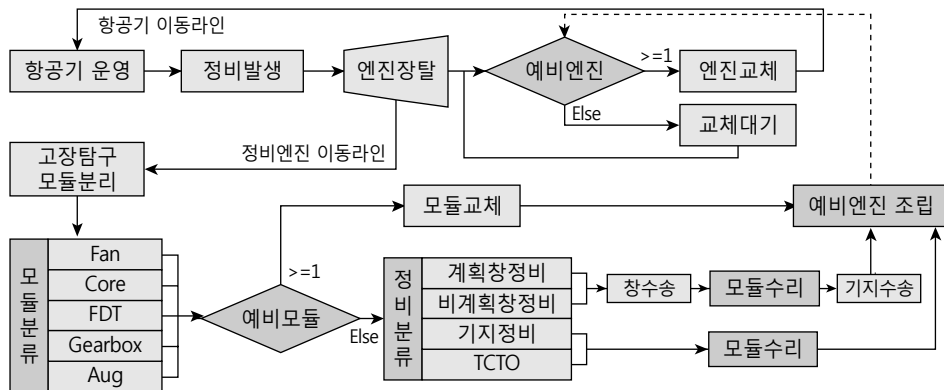 항공기 이동라인
항공기 운영
정비발생
엔진장탈
예비엔진
>=1
엔진교체
Else
교체대기
정비엔진 이동라인
고장탐구
모듈분리
모듈교체
예비엔진 조립
모듈분류
Fan
Core
FDT
Gearbox
Aug
>=1
예비모듈
Else
정비분류
계획창정비
비계획창정비
기지정비
TCTO
창수송
모듈수리
기지수송
모듈수리